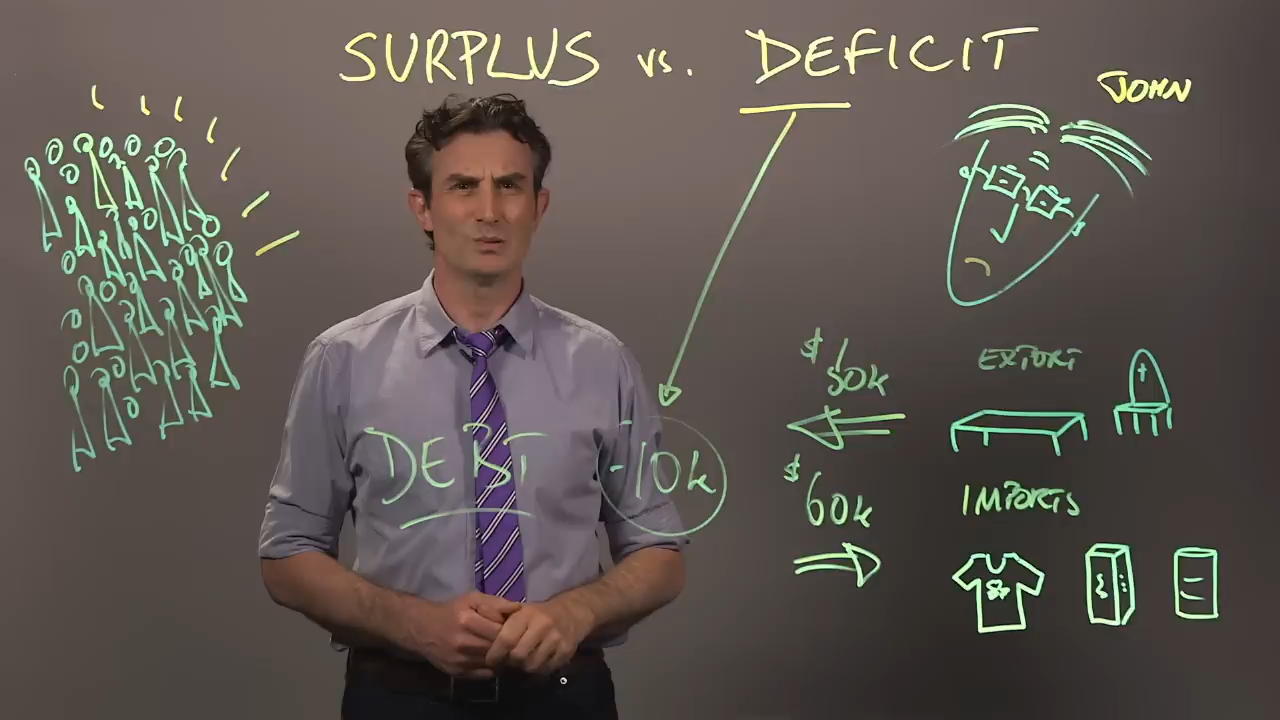 SURPLUS vs. DEFICIT
JOHN
$50k
EXPORT
DEBT
-10k
$60k
IMPORTS